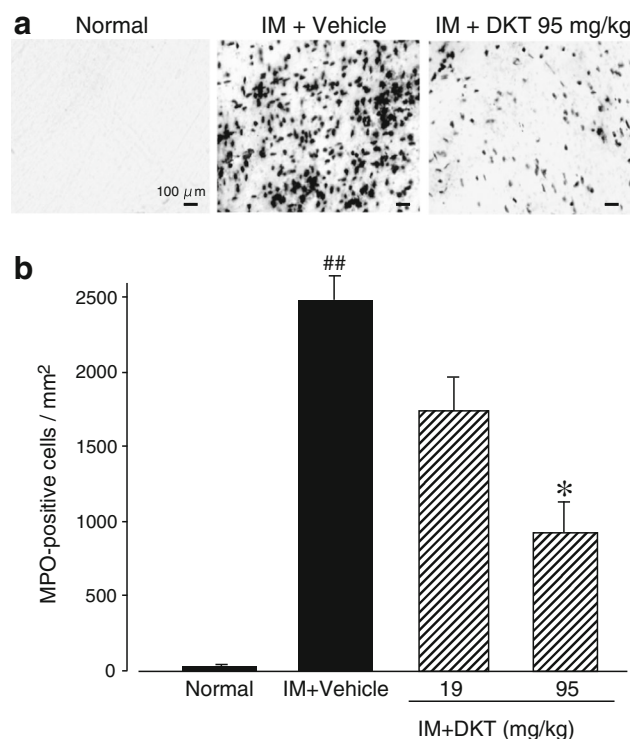 a
Normal
IM + Vehicle
IM + DKT 95 mg/kg
100 μm
b
MPO-positive cells / mm²
2500
2000
1500
1000
500
0
##
*
Normal
IM+Vehicle
19
95
IM+DKT (mg/kg)